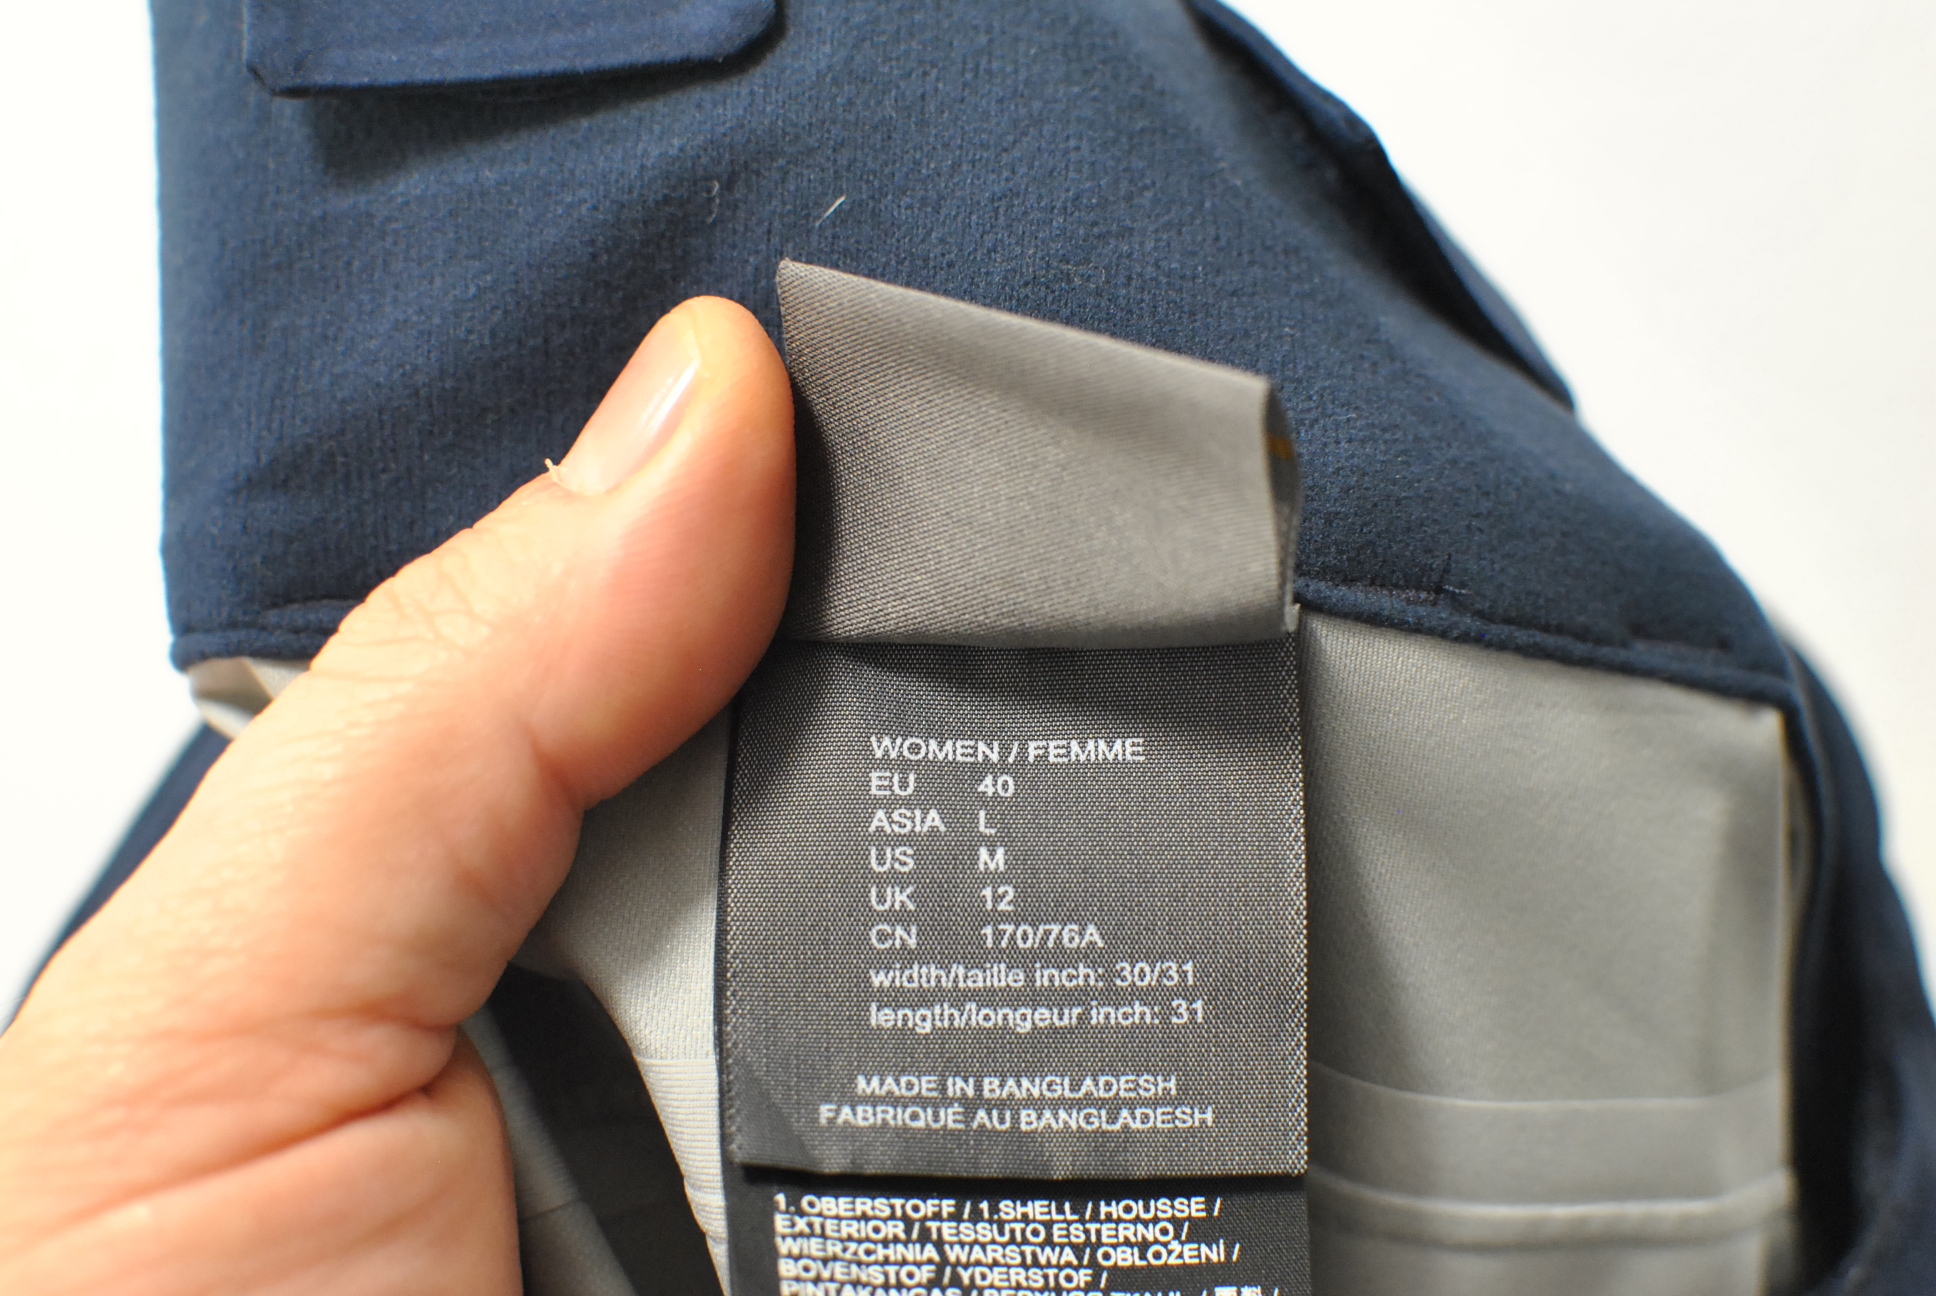 WOMEN / FEMME
EU 40
ASIA L
US M
UK 12
CN 170/76A
width/taille inch: 30/31
length/longeur inch: 31
MADE IN BANGLADESH
FABRIQUÉ AU BANGLADESH
1. OBERSTOFF / 1.SHELL / HOUSSE /
EXTERIOR / TESSUTO ESTERNO /
WIERZCHNIA WARSTWA / OBLOŽENÍ /
BOVENSTOF / YDERSTOF /
PINTAKANGAS /